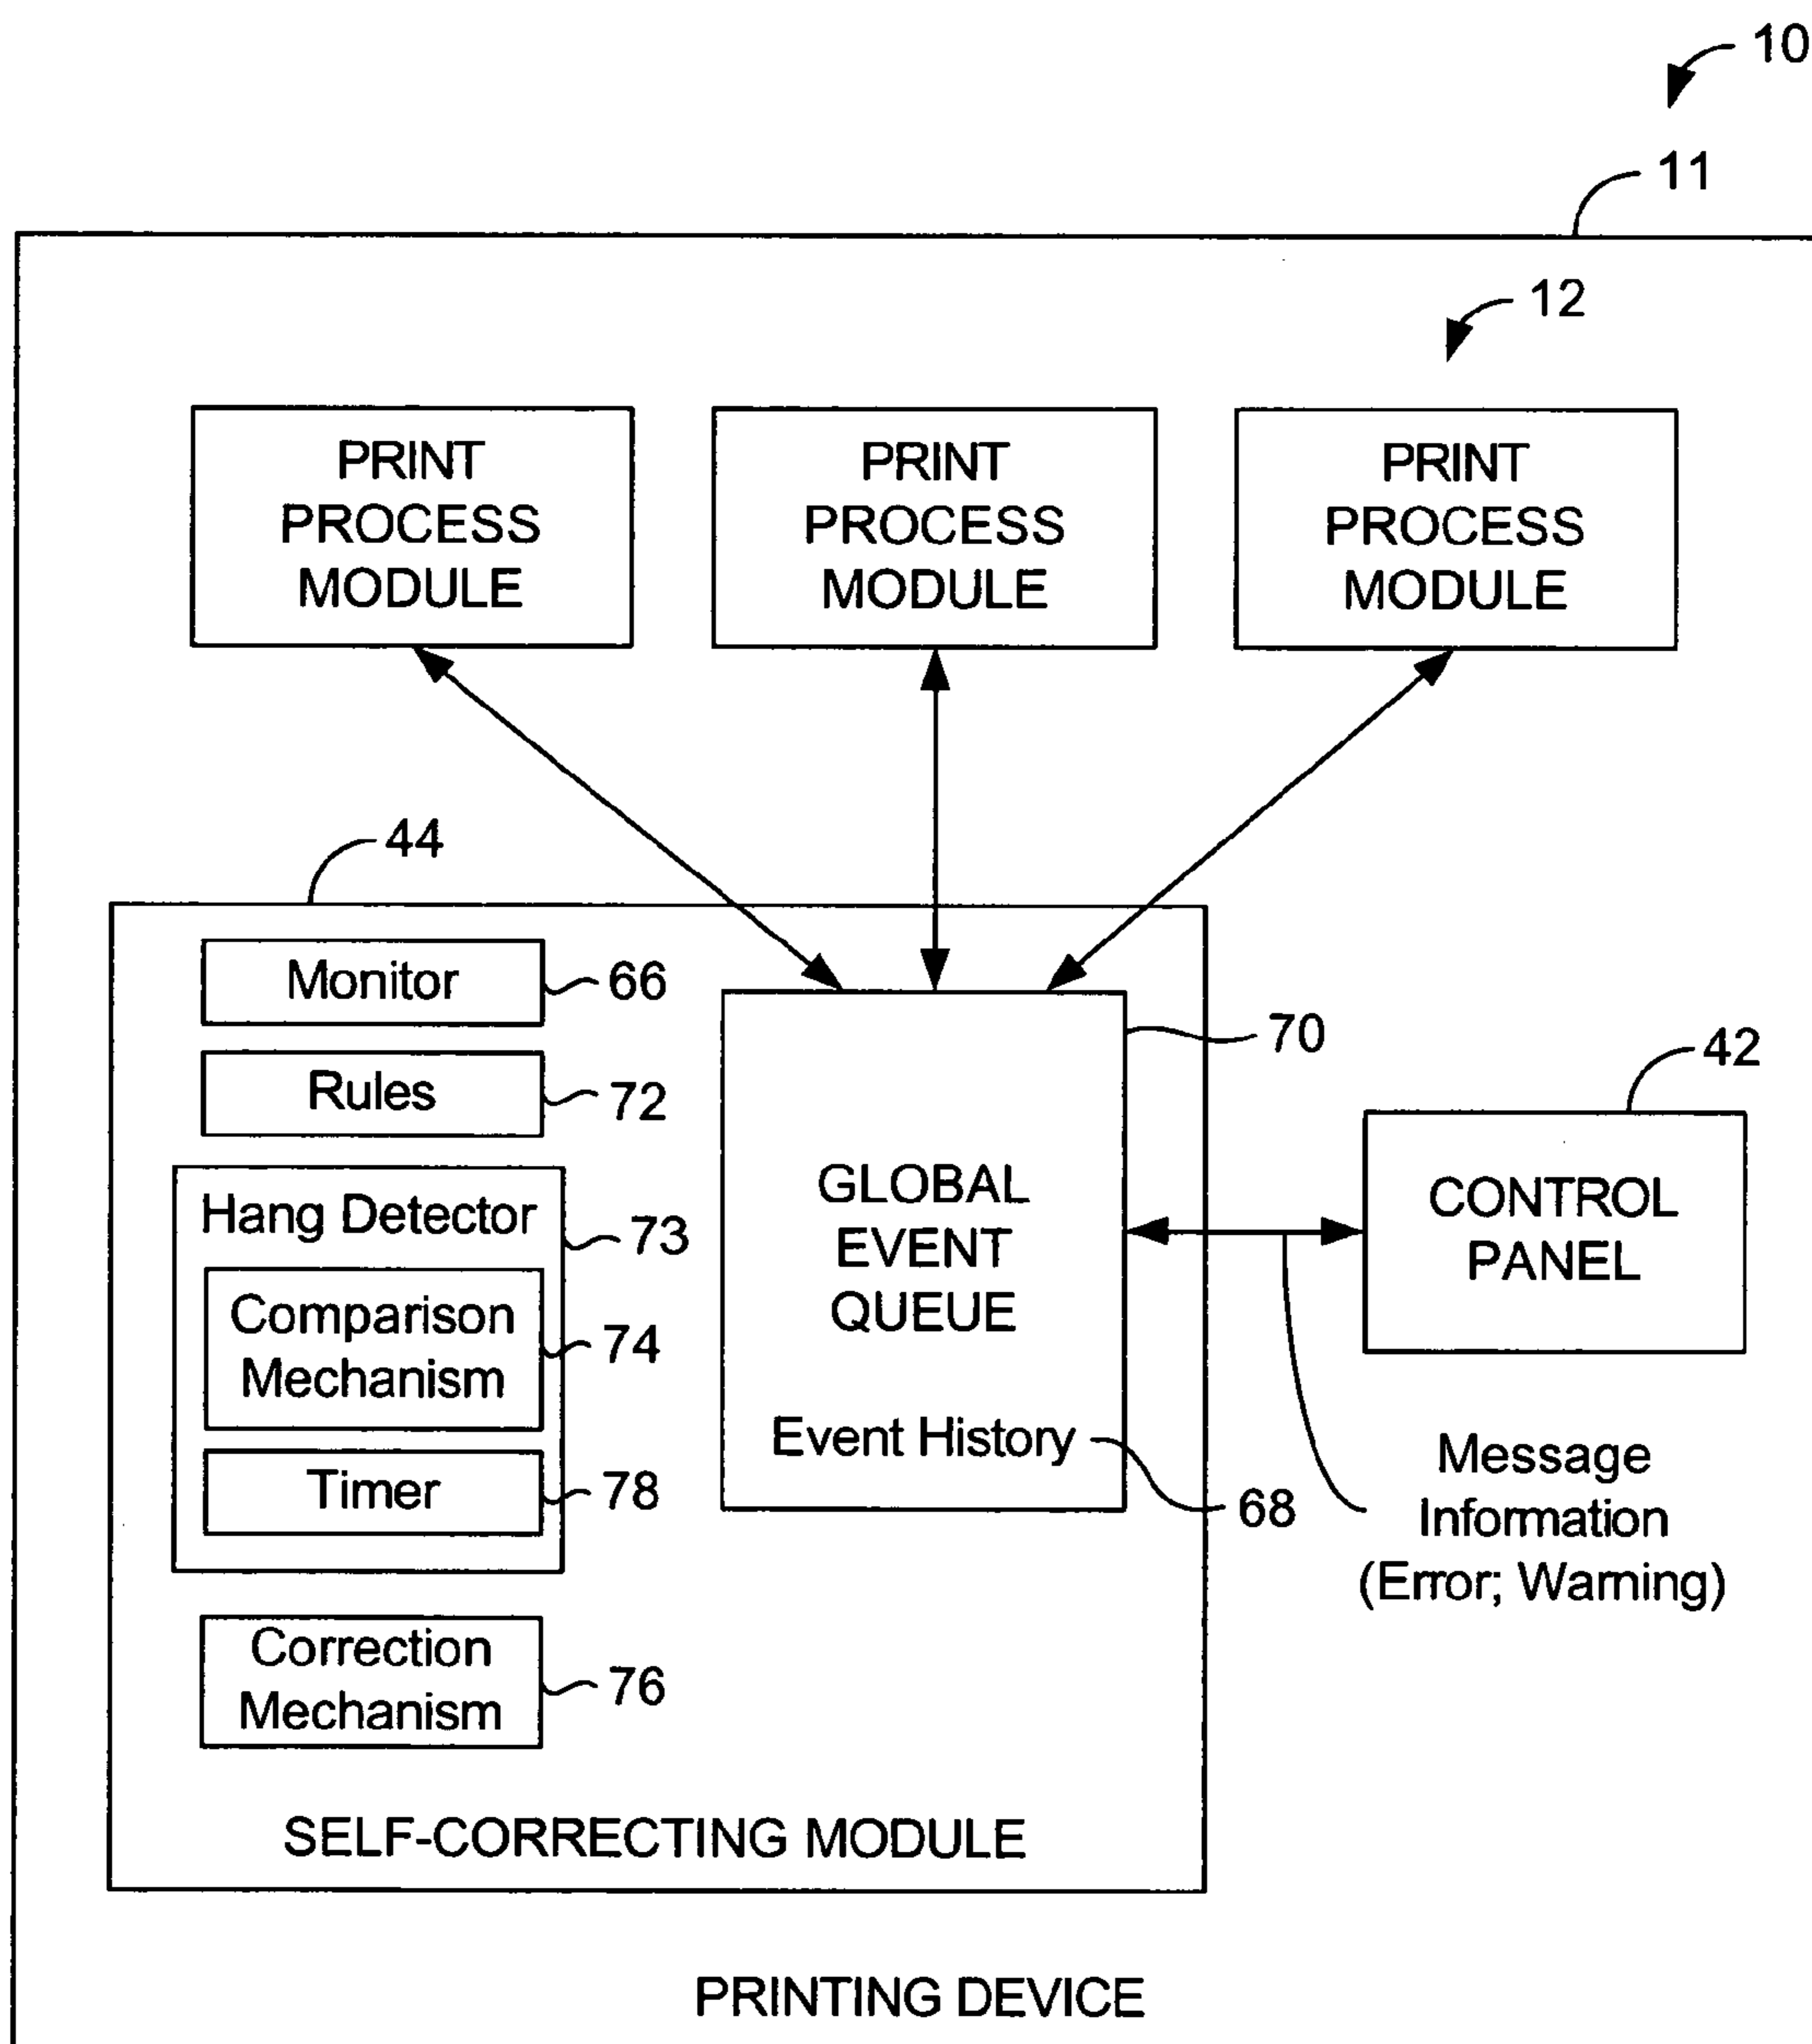 10
11
12
PRINT
PROCESS
MODULE
PRINT
PROCESS
MODULE
PRINT
PROCESS
MODULE
44
Monitor
66
Rules
72
Hang Detector
73
Comparison
Mechanism
74
Timer
78
Correction
Mechanism
76
GLOBAL
EVENT
QUEUE
Event History
70
68
42
CONTROL
PANEL
Message
Information
(Error; Warning)
SELF-CORRECTING MODULE
PRINTING DEVICE